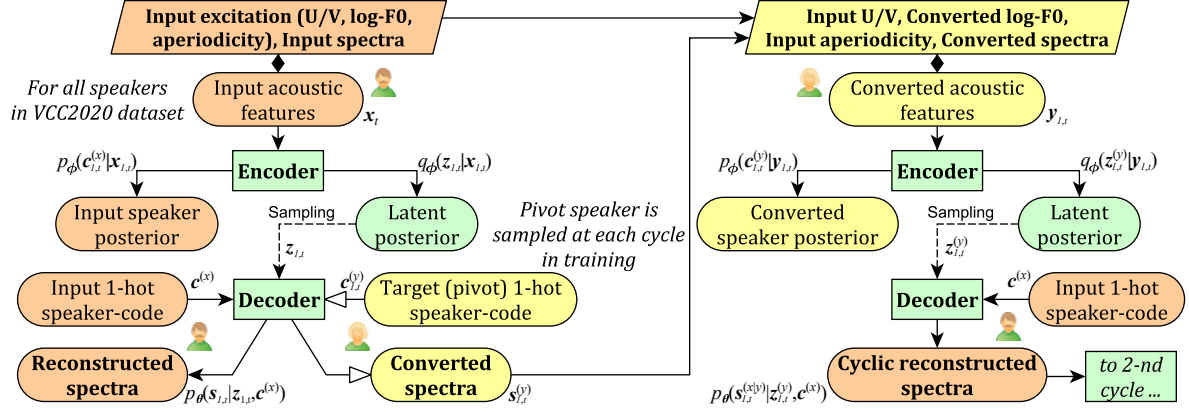 Input excitation (U/V, log-F0,
aperiodicity), Input spectra
For all speakers
in VCC2020 dataset
Input acoustic
features
𝒙ₜ
p_ϕ(c_{1,t}^{(x)}|x_{1,t})
Encoder
q_ϕ(z_{1,t}|x_{1,t})
Input speaker
posterior
Sampling
Latent
posterior
z_{1,t}
Pivot speaker is
sampled at each cycle
in training
Input 1-hot
speaker-code
c^{(x)}
Decoder
c_{1,t}^{(y)}
Target (pivot) 1-hot
speaker-code
Reconstructed
spectra
p_θ(s_{1,t}|z_{1,t},c^{(x)})
Converted
spectra
s_{1,t}^{(y)}
Input U/V, Converted log-F0,
Input aperiodicity, Converted spectra
Converted acoustic
features
y_{1,t}
p_ϕ(c_{1,t}^{(y)}|y_{1,t})
Encoder
q_ϕ(z_{1,t}^{(y)}|y_{1,t})
Converted
speaker posterior
Sampling
Latent
posterior
z_{1,t}^{(y)}
Decoder
c^{(x)}
Input 1-hot
speaker-code
Cyclic reconstructed
spectra
p_θ(s_{1,t}^{(x|y)}|z_{1,t}^{(y)},c^{(x)})
to 2-nd
cycle ...